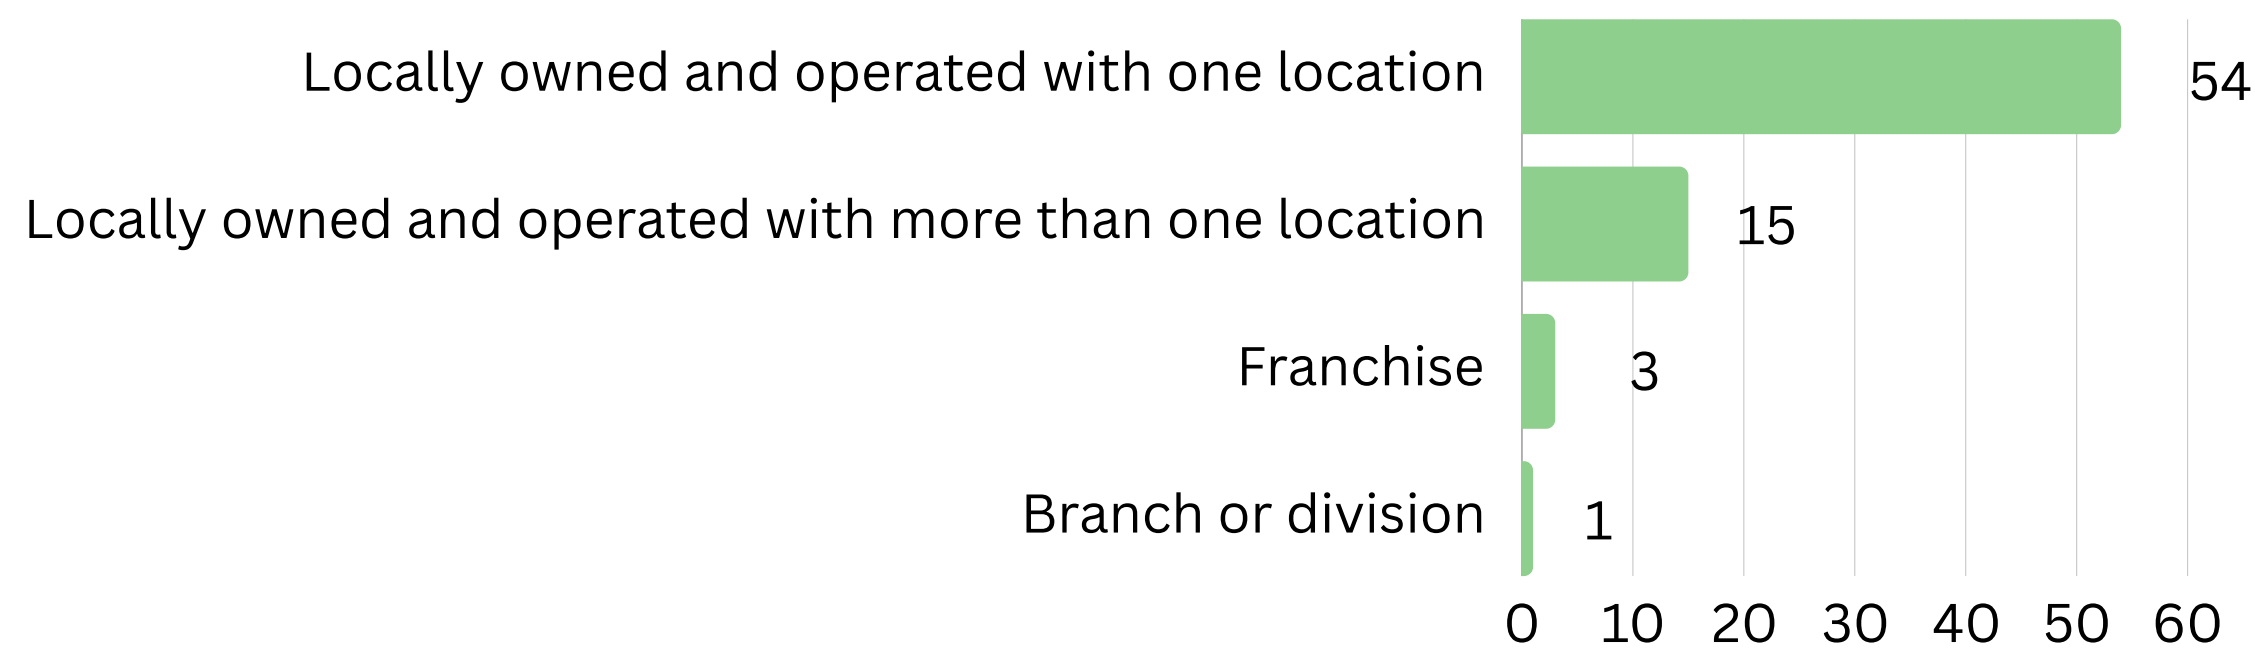 Locally owned and operated with one location 54
Locally owned and operated with more than one location 15
Franchise 3
Branch or division 1
0 10 20 30 40 50 60